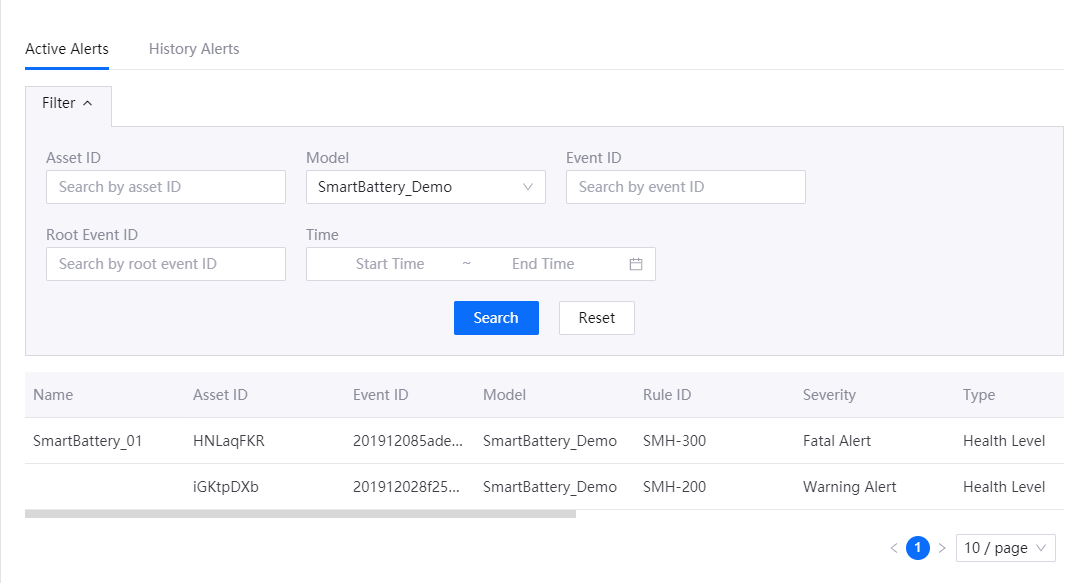 Active Alerts History Alerts
Filter
Asset ID Model Event ID
Search by asset ID SmartBattery_Demo Search by event ID
Root Event ID Time
Search by root event ID Start Time ~ End Time
Search Reset
Name Asset ID Event ID Model Rule ID Severity Type
SmartBattery_01 HNLaqFKR 201912085ade... SmartBattery_Demo SMH-300 Fatal Alert Health Level
iGKtpDXb 201912028f25... SmartBattery_Demo SMH-200 Warning Alert Health Level
< 1 > 10 / page